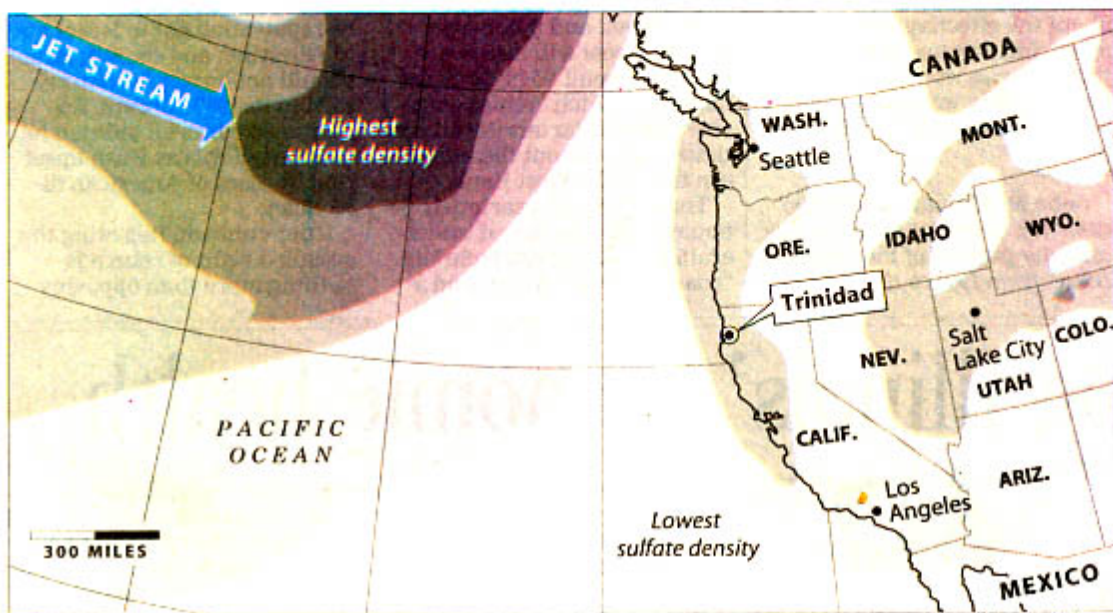 JET STREAM
Highest
sulfate density
CANADA
WASH.
Seattle
MONT.
ORE.
IDAHO
WYO.
Trinidad
Salt
Lake City
NEV.
UTAH
COLO.
PACIFIC
OCEAN
CALIF.
Los
Angeles
ARIZ.
Lowest
sulfate density
300 MILES
MEXICO